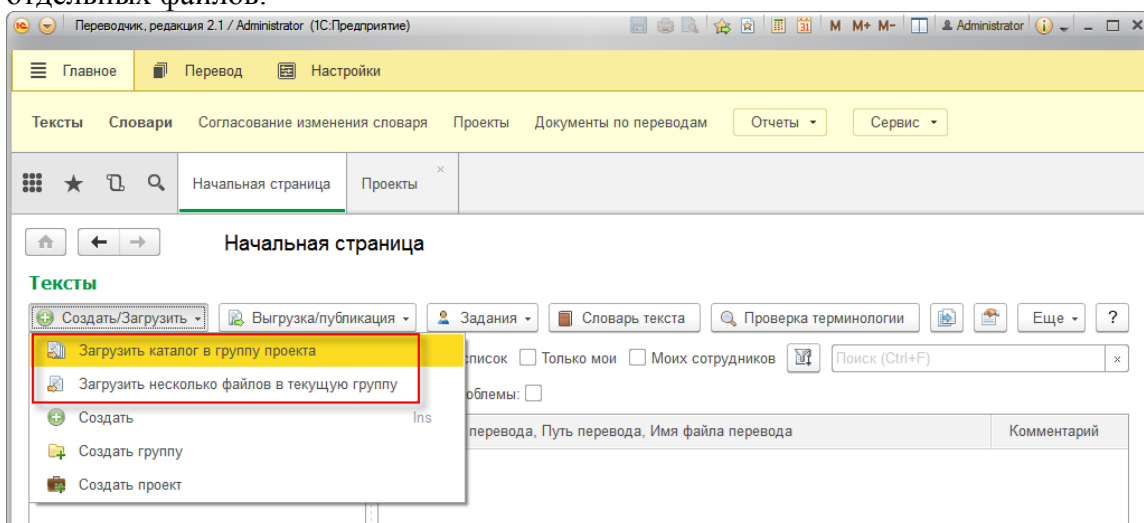 отдельных файлов.
Переводчик, редакция 2.1 / Administrator (1С:Предприятие)
M M+ M- Administrator
Главное Перевод Настройки
Тексты Словари Согласование изменения словаря Проекты Документы по переводам Отчеты Сервис
Начальная страница Проекты
Начальная страница
Тексты
Создать/Загрузить Выгрузка/публикация Задания Словарь текста Проверка терминологии Еще ?
Загрузить каталог в группу проекта
список Только мои Моих сотрудников Поиск (Ctrl+F)
Загрузить несколько файлов в текущую группу
Создать Ins
перевода, Путь перевода, Имя файла перевода Комментарий
Создать группу
Создать проект